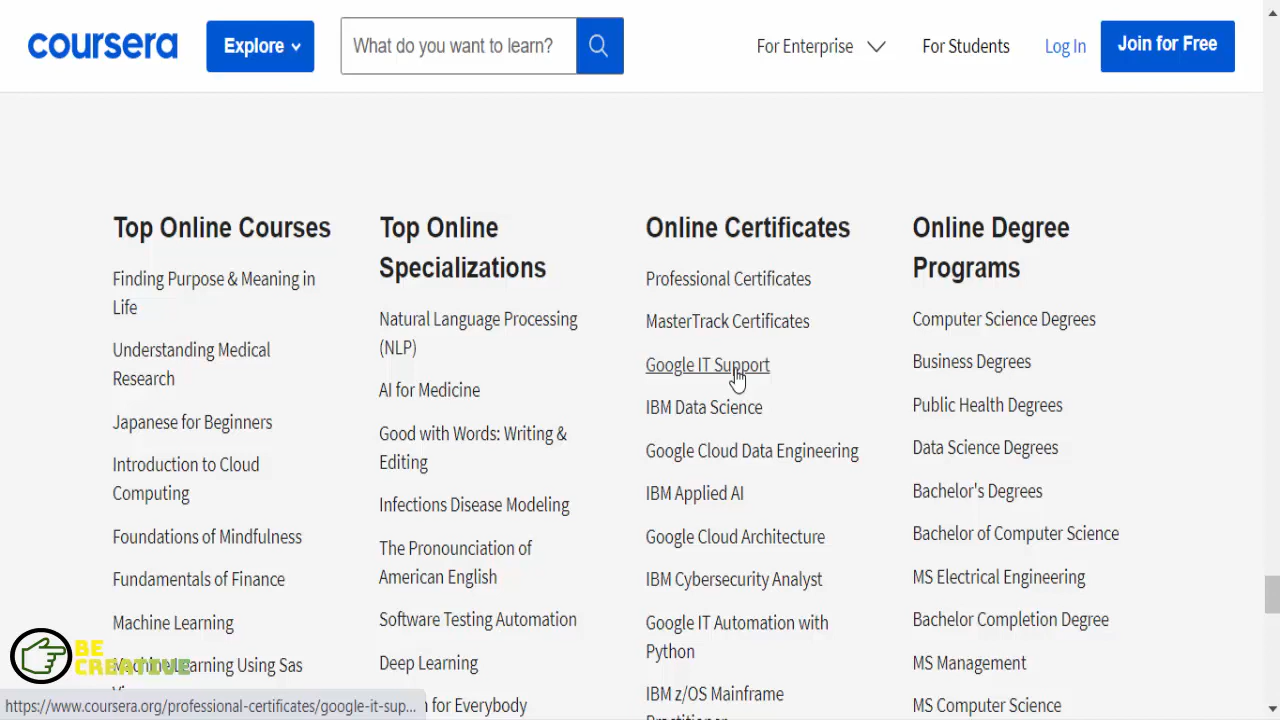 coursera
Explore
What do you want to learn?
For Enterprise
For Students
Log In
Join for Free
Top Online Courses
Finding Purpose & Meaning in
Life
Understanding Medical
Research
Japanese for Beginners
Introduction to Cloud
Computing
Foundations of Mindfulness
Fundamentals of Finance
Machine Learning
Machine Learning Using Sas
Top Online
Specializations
Natural Language Processing
(NLP)
AI for Medicine
Good with Words: Writing &
Editing
Infections Disease Modeling
The Pronounciation of
American English
Software Testing Automation
Deep Learning
for Everybody
Online Certificates
Professional Certificates
MasterTrack Certificates
Google IT Support
IBM Data Science
Google Cloud Data Engineering
IBM Applied AI
Google Cloud Architecture
IBM Cybersecurity Analyst
Google IT Automation with
Python
IBM z/OS Mainframe
Online Degree
Programs
Computer Science Degrees
Business Degrees
Public Health Degrees
Data Science Degrees
Bachelor's Degrees
Bachelor of Computer Science
MS Electrical Engineering
Bachelor Completion Degree
MS Management
MS Computer Science
BE
CREATIVE
https://www.coursera.org/professional-certificates/google-it-sup...